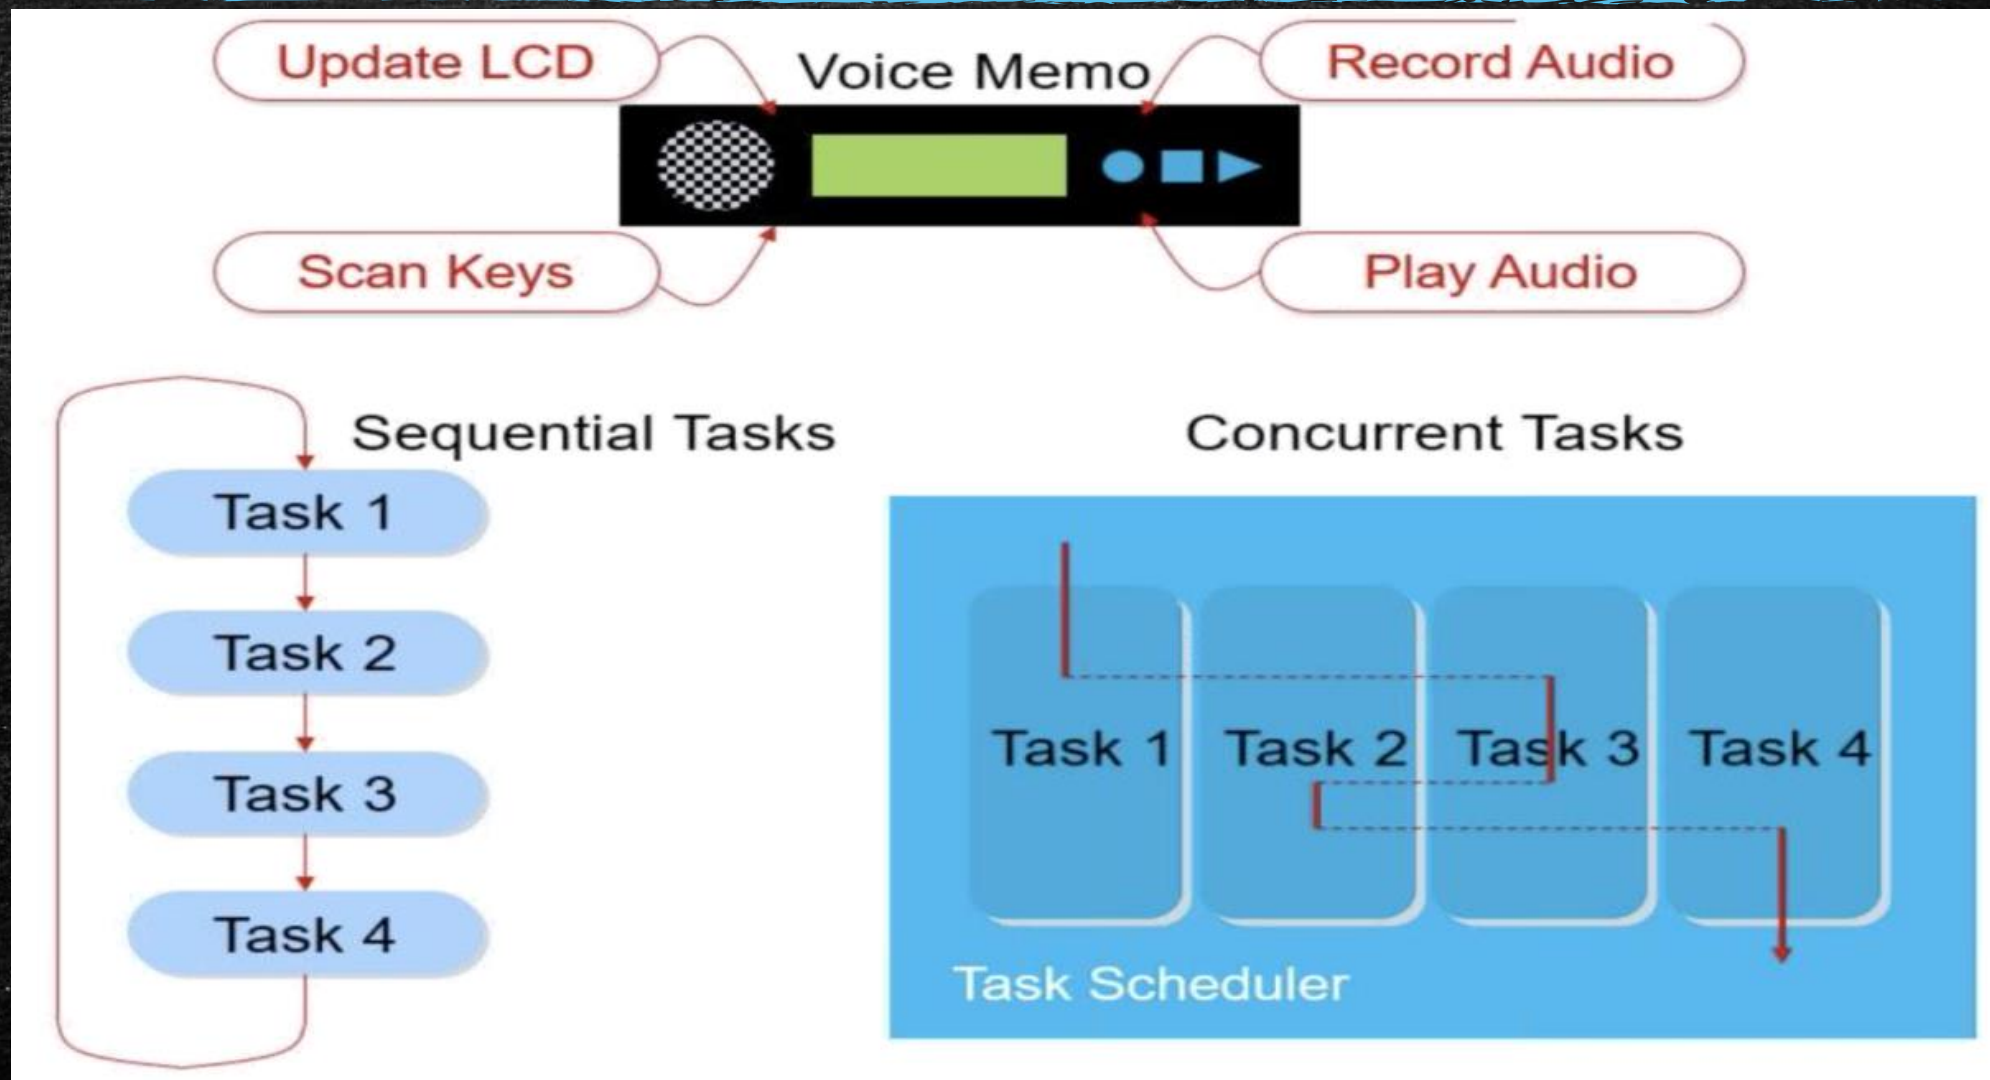 Update LCD
Voice Memo
Record Audio
Scan Keys
Play Audio
Sequential Tasks
Task 1
Task 2
Task 3
Task 4
Concurrent Tasks
Task 1
Task 2
Task 3
Task 4
Task Scheduler